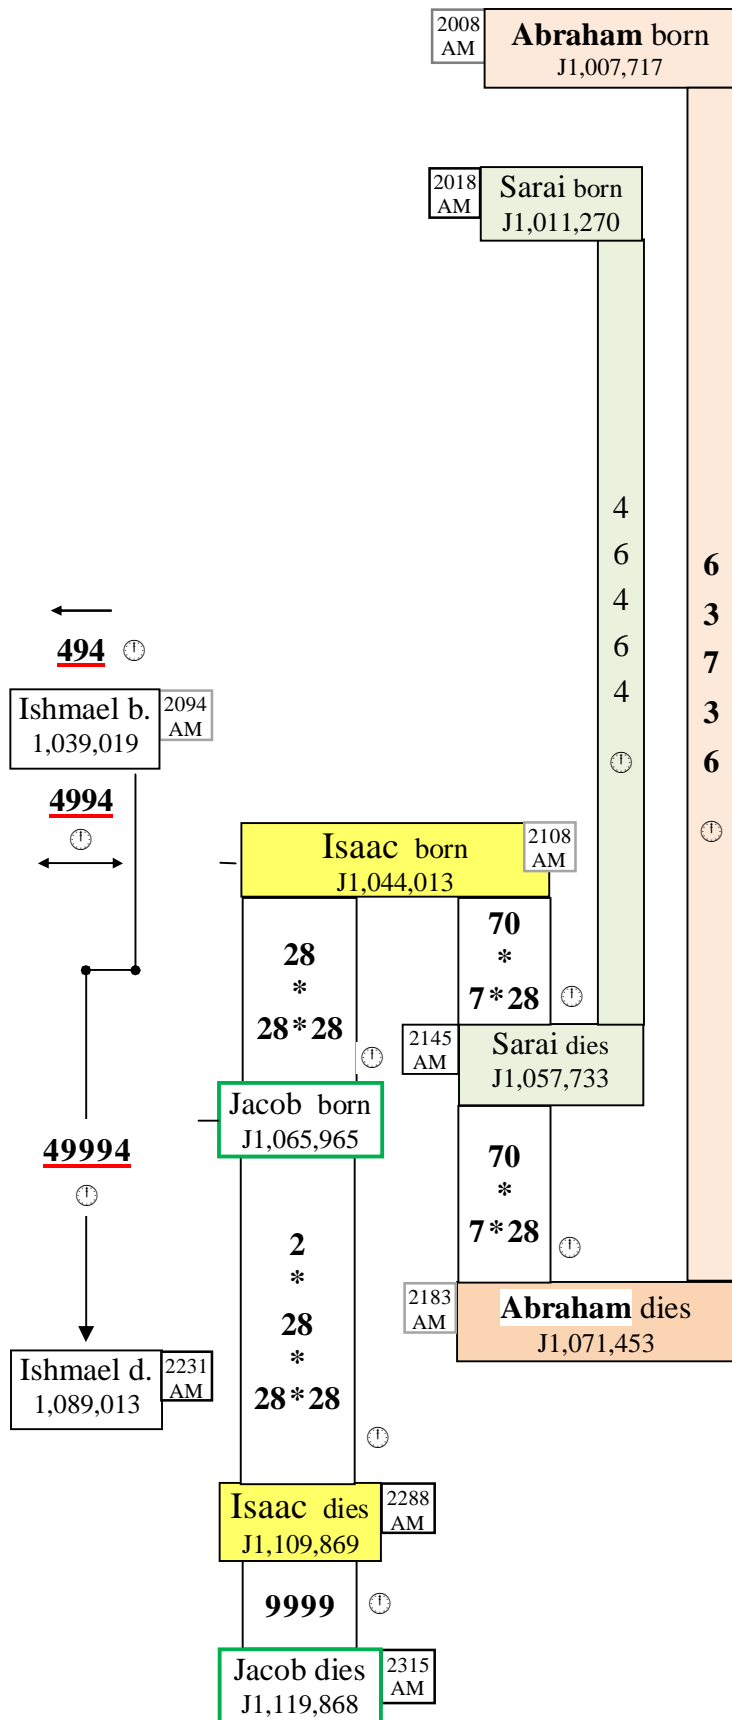 2008
AM
Abraham born
J1,007,717
2018
AM
Sarai born
J1,011,270
4
6
4
6
4
6
3
7
3
6
494
Ishmael b.
1,039,019
2094
AM
4994
Isaac born
J1,044,013
2108
AM
28
*
28*28
70
*
7*28
2145
AM
Sarai dies
J1,057,733
Jacob born
J1,065,965
49994
70
*
7*28
2
*
28
*
28*28
2183
AM
Abraham dies
J1,071,453
Ishmael d.
1,089,013
2231
AM
Isaac dies
J1,109,869
2288
AM
9999
Jacob dies
J1,119,868
2315
AM